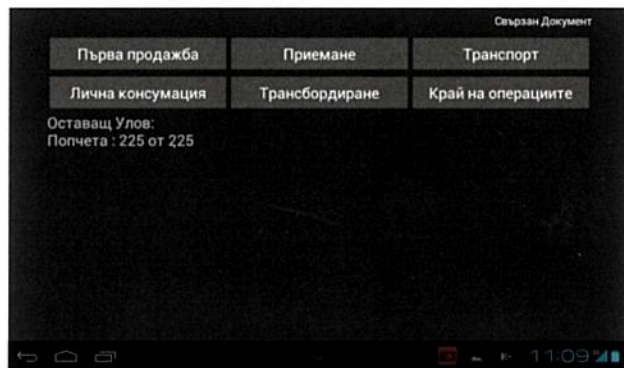 Свързан Документ
Първа продажба Приемане Транспорт
Лична консумация Трансбордиране Край на операциите
Оставащ Улов:
Попчета : 225 от 225
11:09